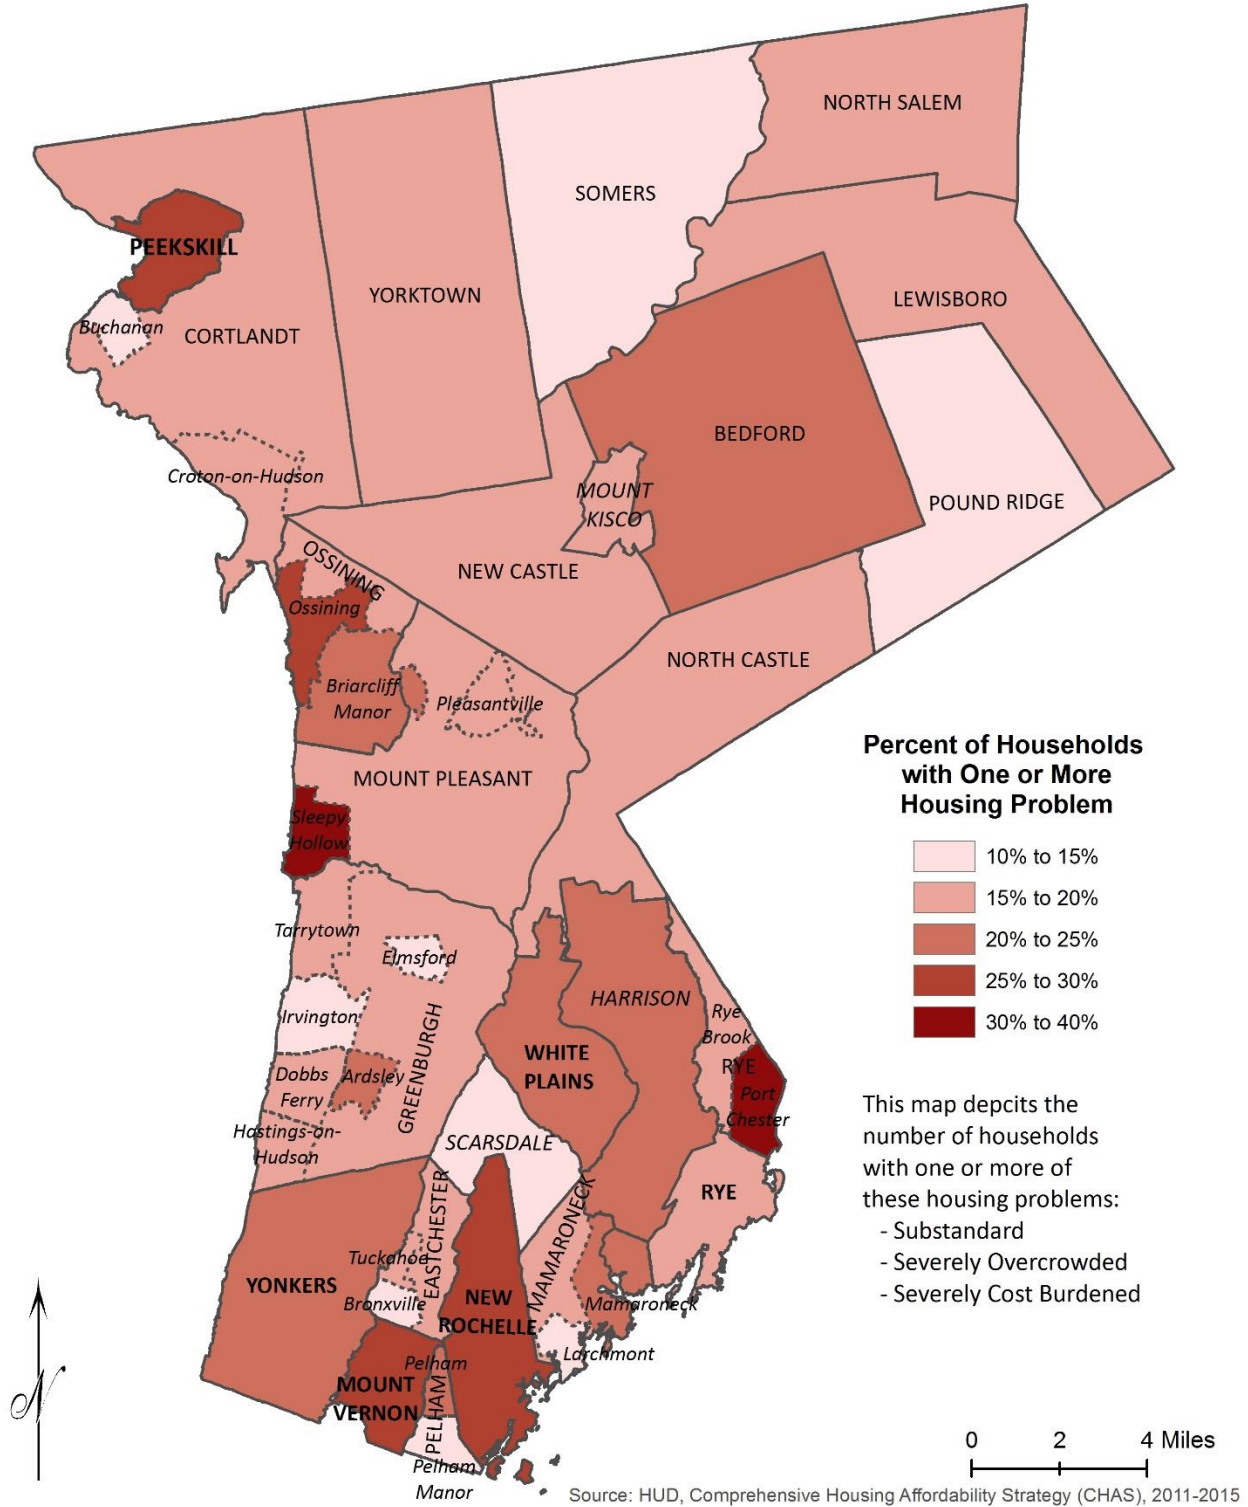 NORTH SALEM
SOMERS
PEEKSKILL
YORKTOWN
LEWISBORO
Buchanan
CORTLANDT
BEDFORD
Croton-on-Hudson
MOUNT
KISCO
POUND RIDGE
OSSINING
NEW CASTLE
Ossining
NORTH CASTLE
Briarcliff
Manor
Pleasantville
MOUNT PLEASANT
Sleepy
Hollow
Tarrytown
Elmsford
HARRISON
Irvington
Rye
Brook
GREENBURGH
WHITE
PLAINS
RYE
Dobbs
Ferry
Ardsley
Port
Chester
Hastings-on-
Hudson
SCARSDALE
EASTCHESTER
MAMARONECK
RYE
Tuckahoe
YONKERS
Bronxville
NEW
ROCHELLE
Mamaroneck
Larchmont
Pelham
MOUNT
VERNON
PELHAM
Pelham
Manor
Percent of Households
with One or More
Housing Problem
10% to 15%
15% to 20%
20% to 25%
25% to 30%
30% to 40%
This map depcits the
number of households
with one or more of
these housing problems:
- Substandard
- Severely Overcrowded
- Severely Cost Burdened
N
0 2 4 Miles
Source: HUD, Comprehensive Housing Affordability Strategy (CHAS), 2011-2015